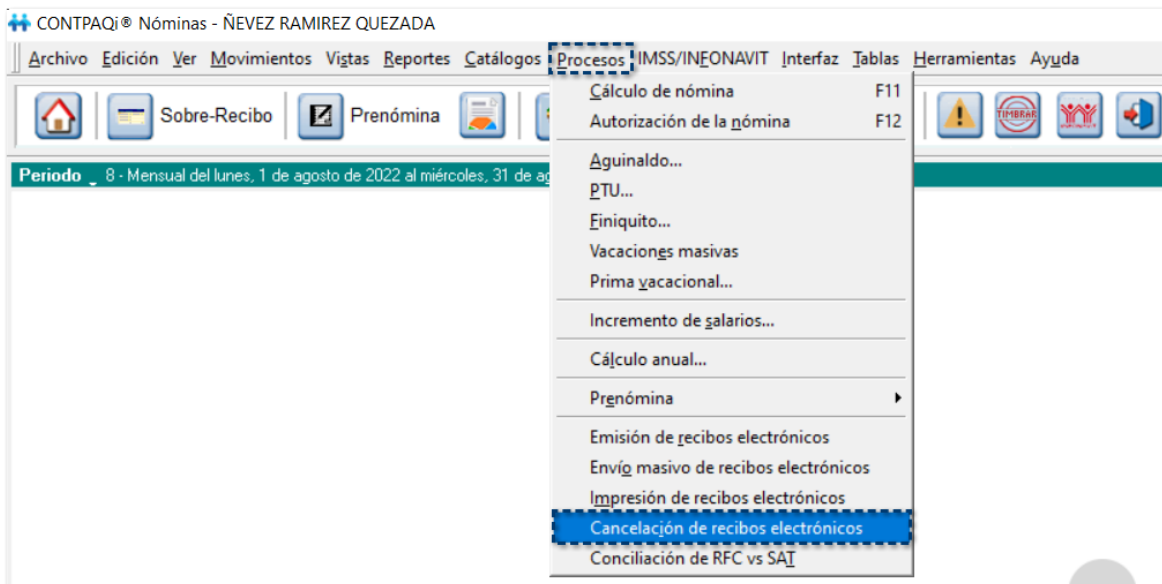 CONTPAQi® Nóminas - ÑEVEZ RAMIREZ QUEZADA
Archivo Edición Ver Movimientos Vistas Reportes Catálogos Procesos IMSS/INFONAVIT Interfaz Tablas Herramientas Ayuda
Sobre-Recibo Prenómina TIMBRAR
Periodo 8 - Mensual del lunes, 1 de agosto de 2022 al miércoles, 31 de
Cálculo de nómina F11
Autorización de la nómina F12
Aguinaldo...
PTU...
Finiquito...
Vacaciones masivas
Prima vacacional...
Incremento de salarios...
Cálculo anual...
Prenómina
Emisión de recibos electrónicos
Envío masivo de recibos electrónicos
Impresión de recibos electrónicos
Cancelación de recibos electrónicos
Conciliación de RFC vs SAT